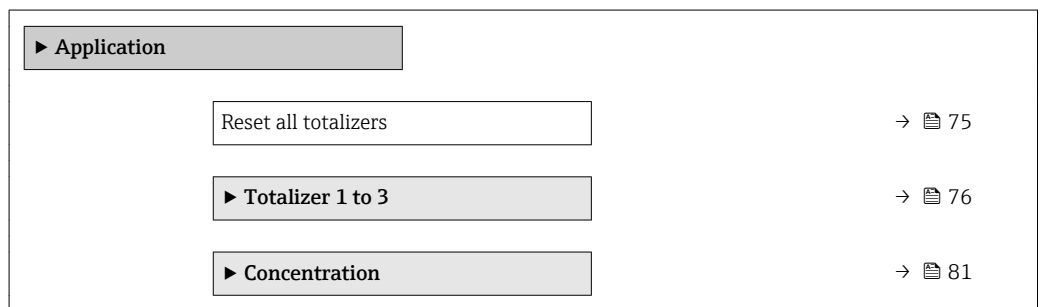 ▶ Application
Reset all totalizers → 🗎 75
▶ Totalizer 1 to 3 → 🗎 76
▶ Concentration → 🗎 81